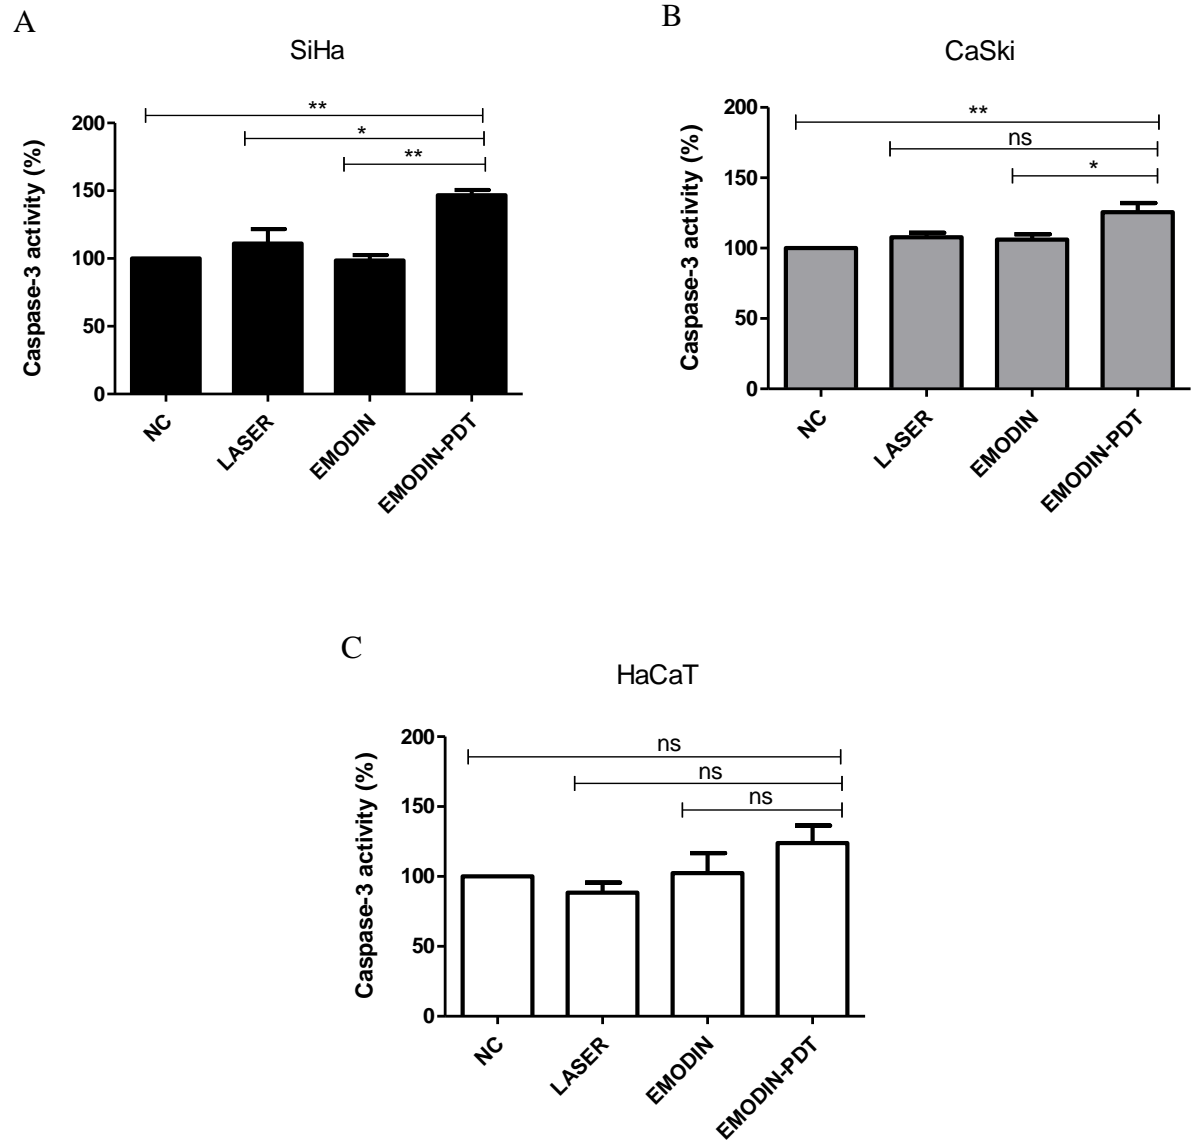 A
SiHa
**
*
**
Caspase-3 activity (%)
200
150
100
50
0
NC
LASER
EMODIN
EMODIN-PDT
B
CaSki
**
ns
*
Caspase-3 activity (%)
200
150
100
50
0
NC
LASER
EMODIN
EMODIN-PDT
C
HaCaT
ns
ns
ns
Caspase-3 activity (%)
200
150
100
50
0
NC
LASER
EMODIN
EMODIN-PDT